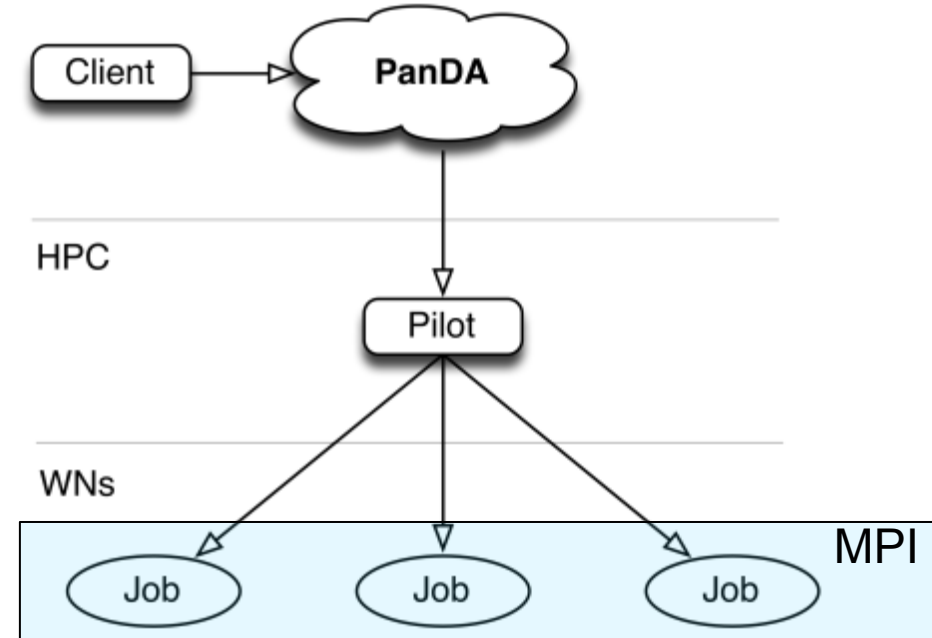 Client
PanDA
HPC
Pilot
WNs
MPI
Job
Job
Job